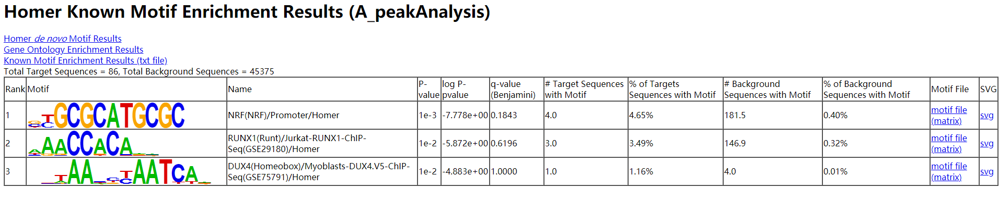 Homer Known Motif Enrichment Results (A_peakAnalysis)
Homer de novo Motif Results
Gene Ontology Enrichment Results
Known Motif Enrichment Results (txt file)
Total Target Sequences = 86, Total Background Sequences = 45375
Rank Motif Name P-value log P-pvalue q-value (Benjamini) # Target Sequences with Motif % of Targets Sequences with Motif # Background Sequences with Motif % of Background Sequences with Motif Motif File SVG
1 TGCGCATGCGC NRF(NRF)/Promoter/Homer 1e-3 -7.778e+00 0.1843 4.0 4.65% 181.5 0.40% motif file (matrix) svg
2 AAACCACA RUNX1(Runt)/Jurkat-RUNX1-ChIP-Seq(GSE29180)/Homer 1e-2 -5.872e+00 0.6196 3.0 3.49% 146.9 0.32% motif file (matrix) svg
3 TAA TAATCA DUX4(Homeobox)/Myoblasts-DUX4.V5-ChIP-Seq(GSE75791)/Homer 1e-2 -4.883e+00 1.0000 1.0 1.16% 4.0 0.01% motif file (matrix) svg